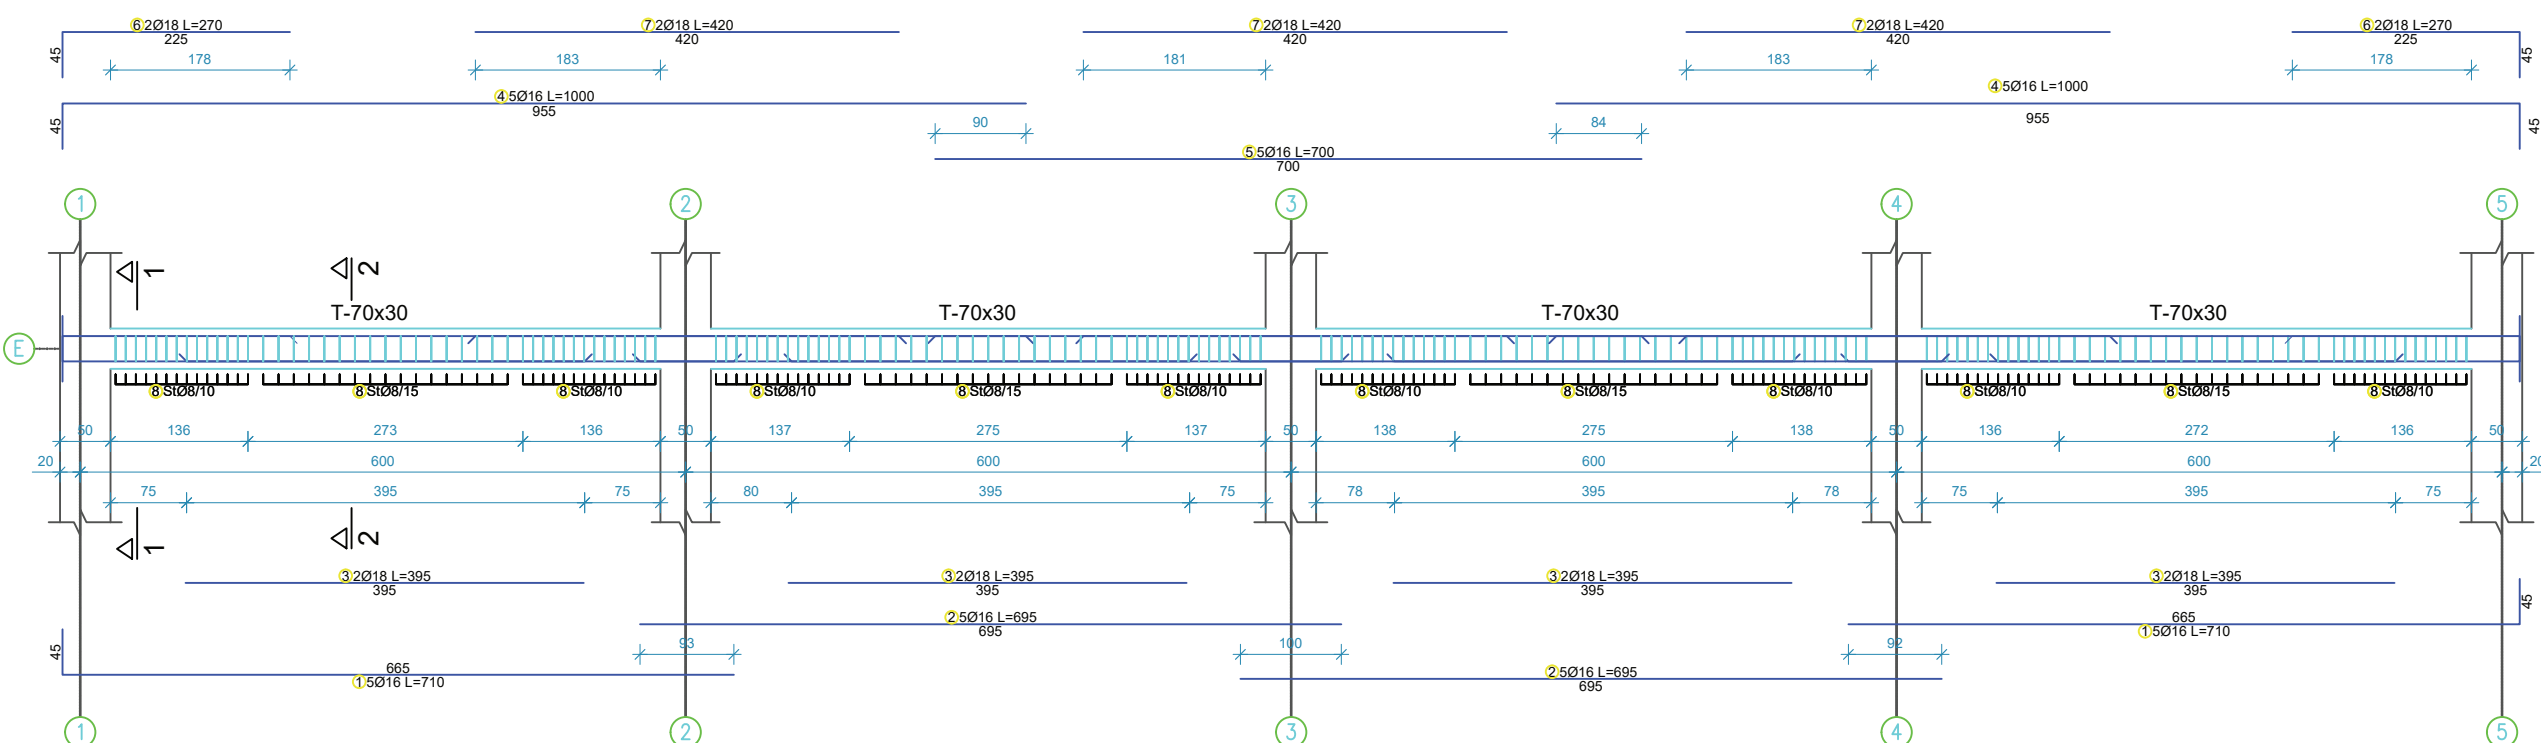 6 2Ø18 L=270
225
45
178
7 2Ø18 L=420
420
183
7 2Ø18 L=420
420
181
7 2Ø18 L=420
420
183
6 2Ø18 L=270
225
45
178
4 5Ø16 L=1000
955
45
4 5Ø16 L=1000
955
45
90
84
5 5Ø16 L=700
700
1
2
3
4
5
1
2
T-70x30
T-70x30
T-70x30
T-70x30
E
8 StØ8/10
8 StØ8/15
8 StØ8/10
8 StØ8/10
8 StØ8/15
8 StØ8/10
8 StØ8/10
8 StØ8/15
8 StØ8/10
8 StØ8/10
8 StØ8/15
8 StØ8/10
50 136 273 136 50 137 275 137 50 138 275 138 50 136 272 136 50
20 600 600 600 600 20
75 395 75 80 395 75 78 395 78 75 395 75
1
2
3 2Ø18 L=395
395
3 2Ø18 L=395
395
3 2Ø18 L=395
395
3 2Ø18 L=395
395
2 5Ø16 L=695
695
665
1 5Ø16 L=710
45
93
100
92
45
665
1 5Ø16 L=710
2 5Ø16 L=695
695
1
2
3
4
5